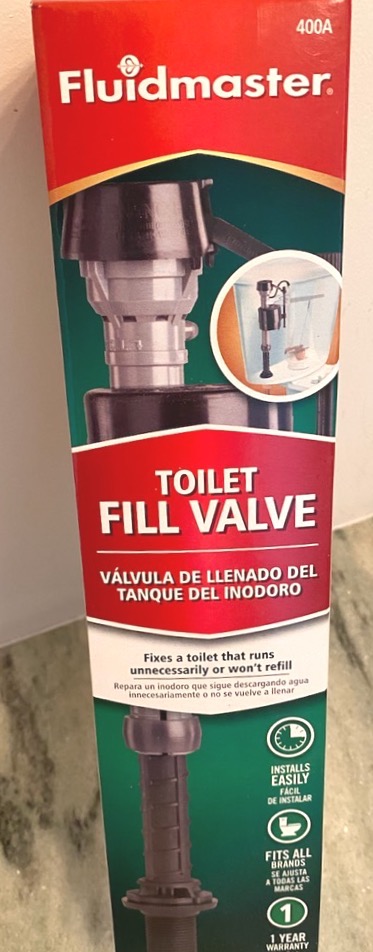 400A
Fluidmaster®
TOILET
FILL VALVE
VÁLVULA DE LLENADO DEL
TANQUE DEL INODORO
Fixes a toilet that runs
unnecessarily or won't refill
Repara un inodoro que sigue descargando agua
innecesariamente o no se vuelve a llenar
INSTALLS
EASILY
FÁCIL
DE INSTALAR
FITS ALL
BRANDS
SE AJUSTA
A TODAS LAS
MARCAS
1
1 YEAR
WARRANTY